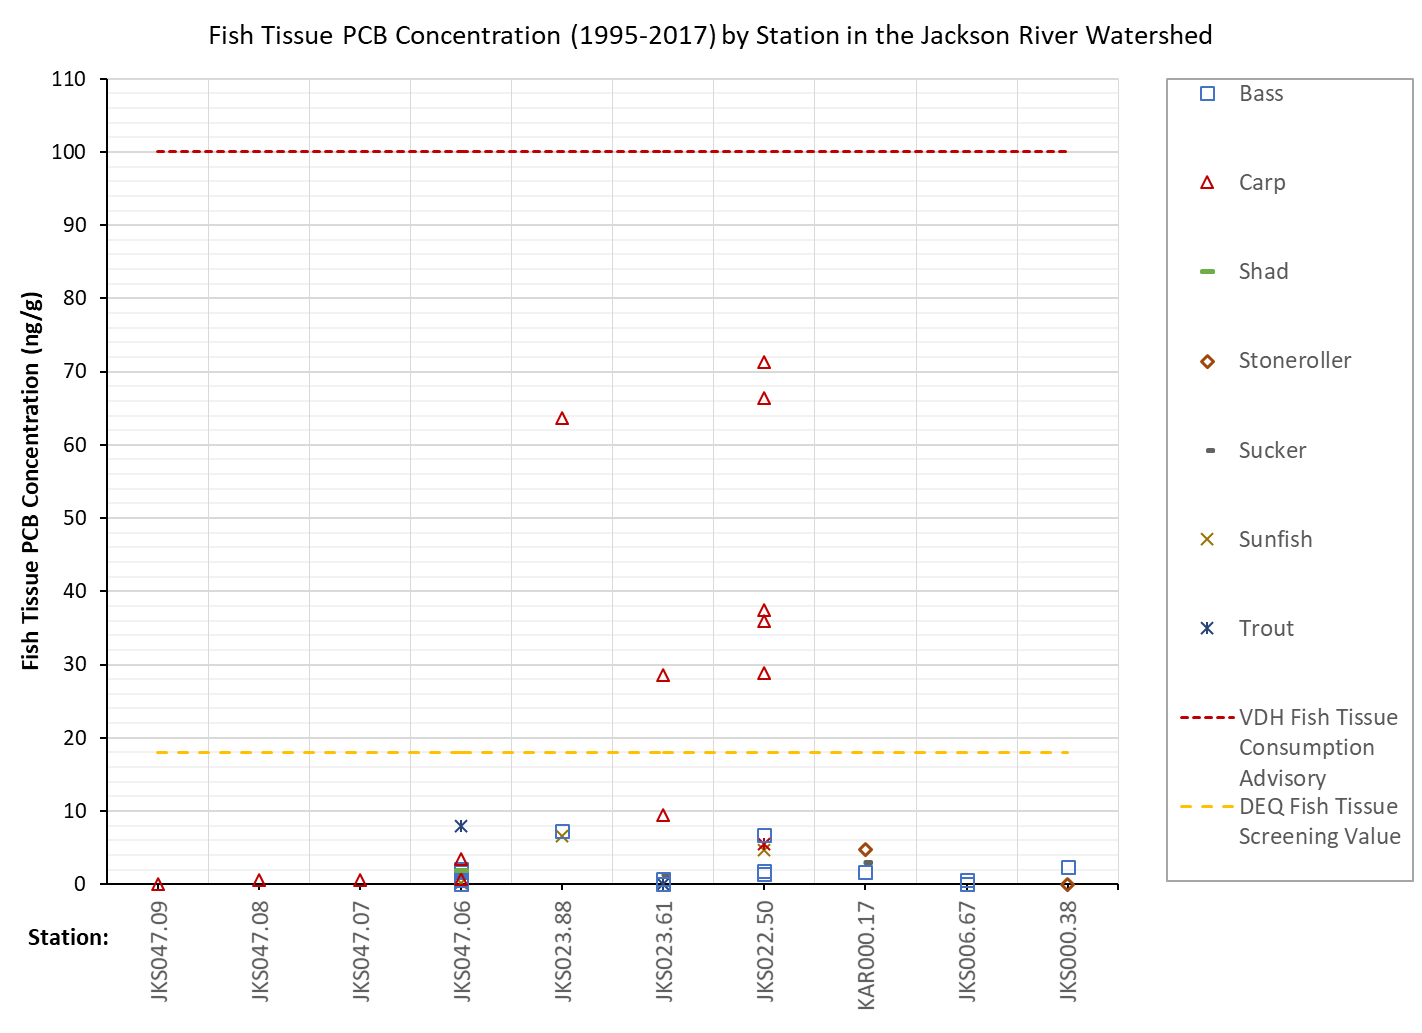 Fish Tissue PCB Concentration (1995-2017) by Station in the Jackson River Watershed
Fish Tissue PCB Concentration (ng/g)
110
100
90
80
70
60
50
40
30
20
10
0
Station:
JKS047.09
JKS047.08
JKS047.07
JKS047.06
JKS023.88
JKS023.61
JKS022.50
KAR000.17
JKS006.67
JKS000.38
Bass
Carp
Shad
Stoneroller
Sucker
Sunfish
Trout
VDH Fish Tissue
Consumption
Advisory
DEQ Fish Tissue
Screening Value